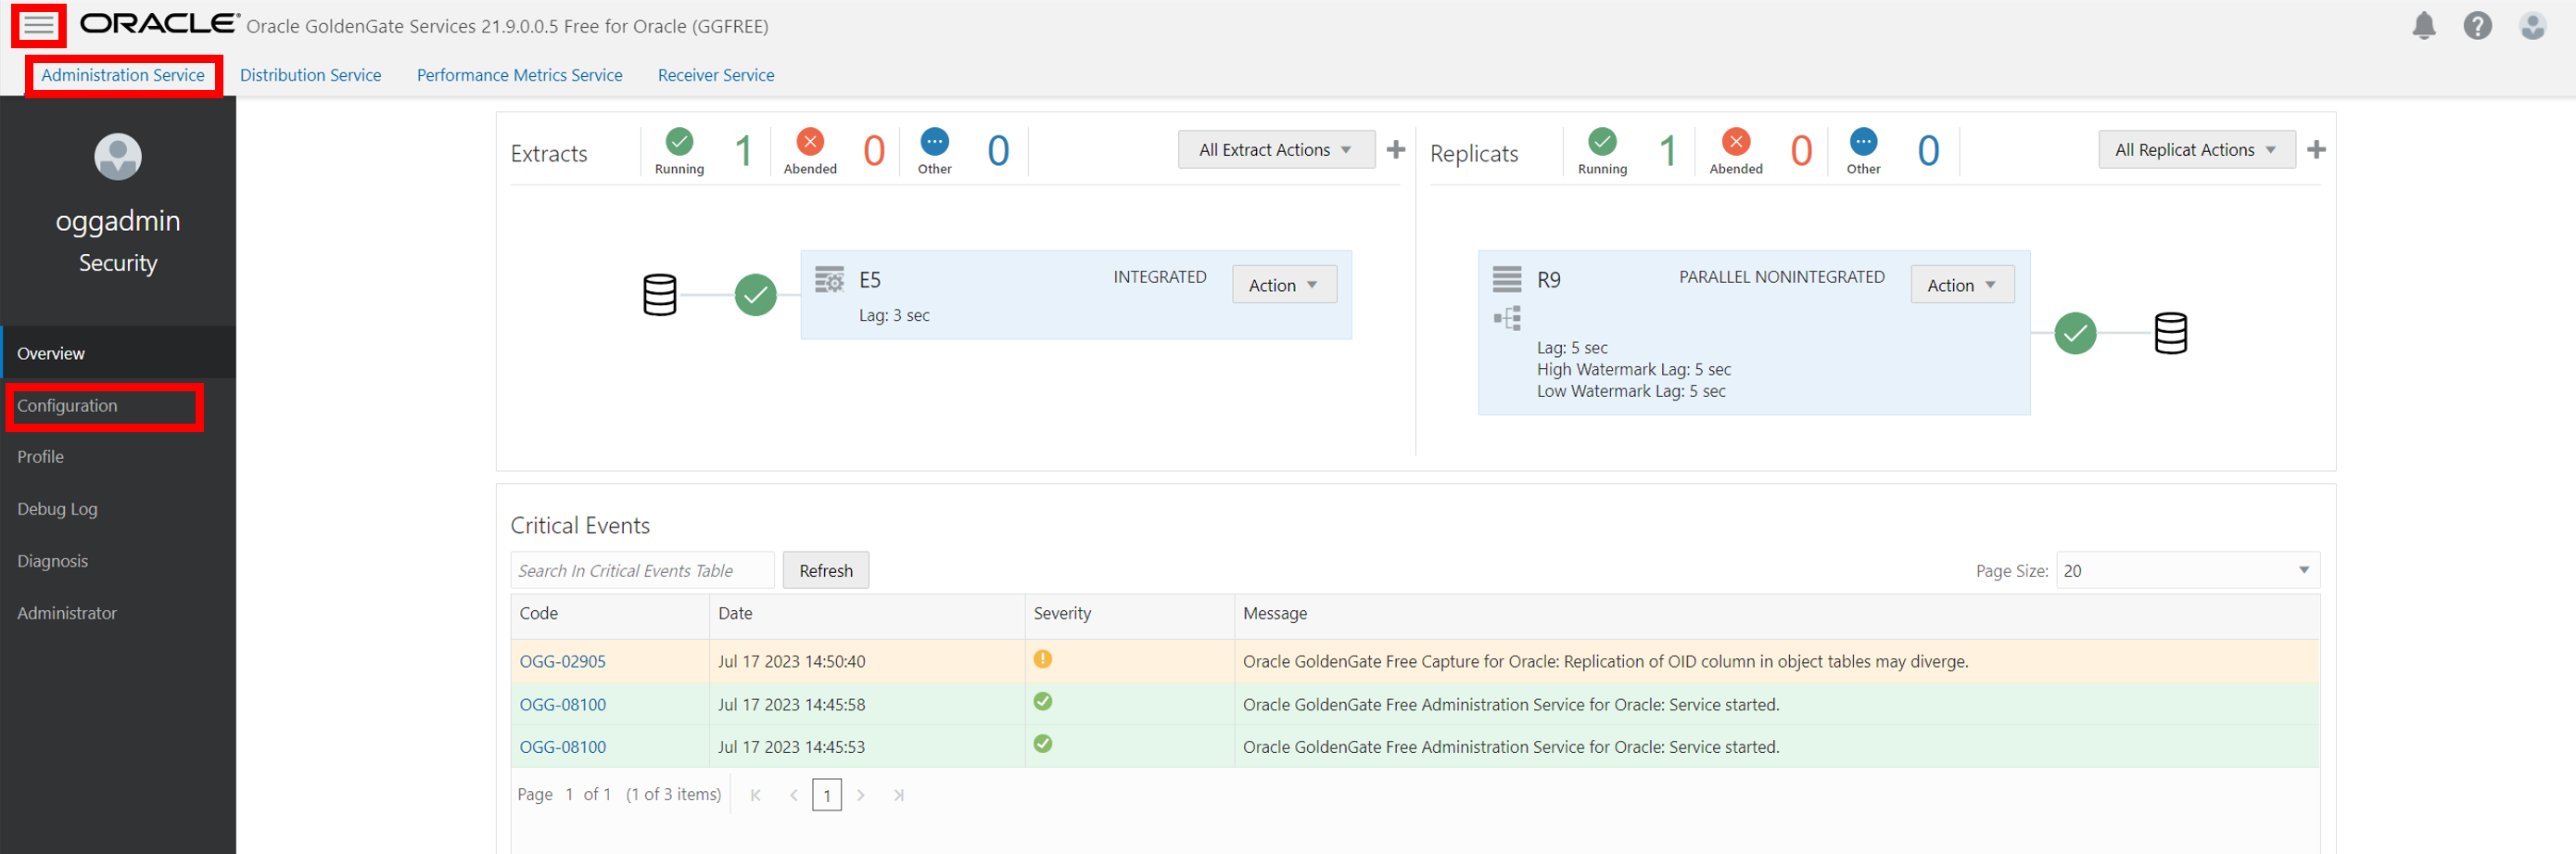 ORACLE® Oracle GoldenGate Services 21.9.0.0.5 Free for Oracle (GGFREE)
Administration Service Distribution Service Performance Metrics Service Receiver Service
oggadmin
Security
Overview
Configuration
Profile
Debug Log
Diagnosis
Administrator
Extracts Running 1 Abended 0 Other 0 All Extract Actions
E5 INTEGRATED Action
Lag: 3 sec
Replicats Running 1 Abended 0 Other 0 All Replicat Actions
R9 PARALLEL NONINTEGRATED Action
Lag: 5 sec
High Watermark Lag: 5 sec
Low Watermark Lag: 5 sec
Critical Events
Search In Critical Events Table Refresh Page Size: 20
Code Date Severity Message
OGG-02905 Jul 17 2023 14:50:40 Oracle GoldenGate Free Capture for Oracle: Replication of OID column in object tables may diverge.
OGG-08100 Jul 17 2023 14:45:58 Oracle GoldenGate Free Administration Service for Oracle: Service started.
OGG-08100 Jul 17 2023 14:45:53 Oracle GoldenGate Free Administration Service for Oracle: Service started.
Page 1 of 1 (1 of 3 items) 1